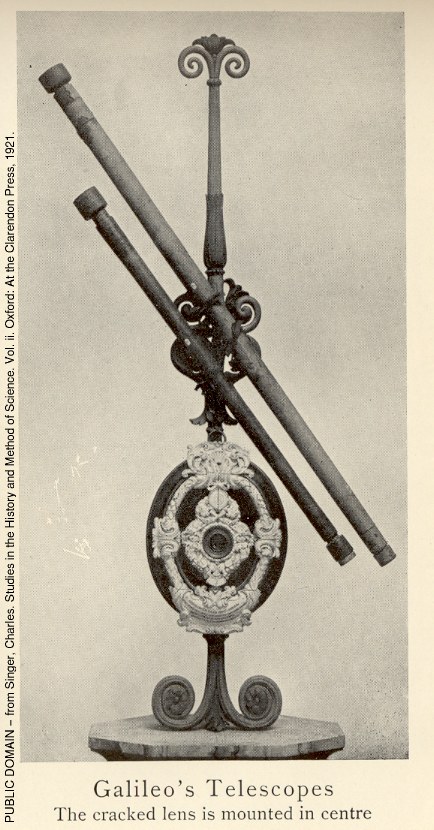 PUBLIC DOMAIN – from Singer, Charles. Studies in the History and Method of Science. Vol. ii. Oxford: At the Clarendon Press, 1921.
Galileo's Telescopes
The cracked lens is mounted in centre